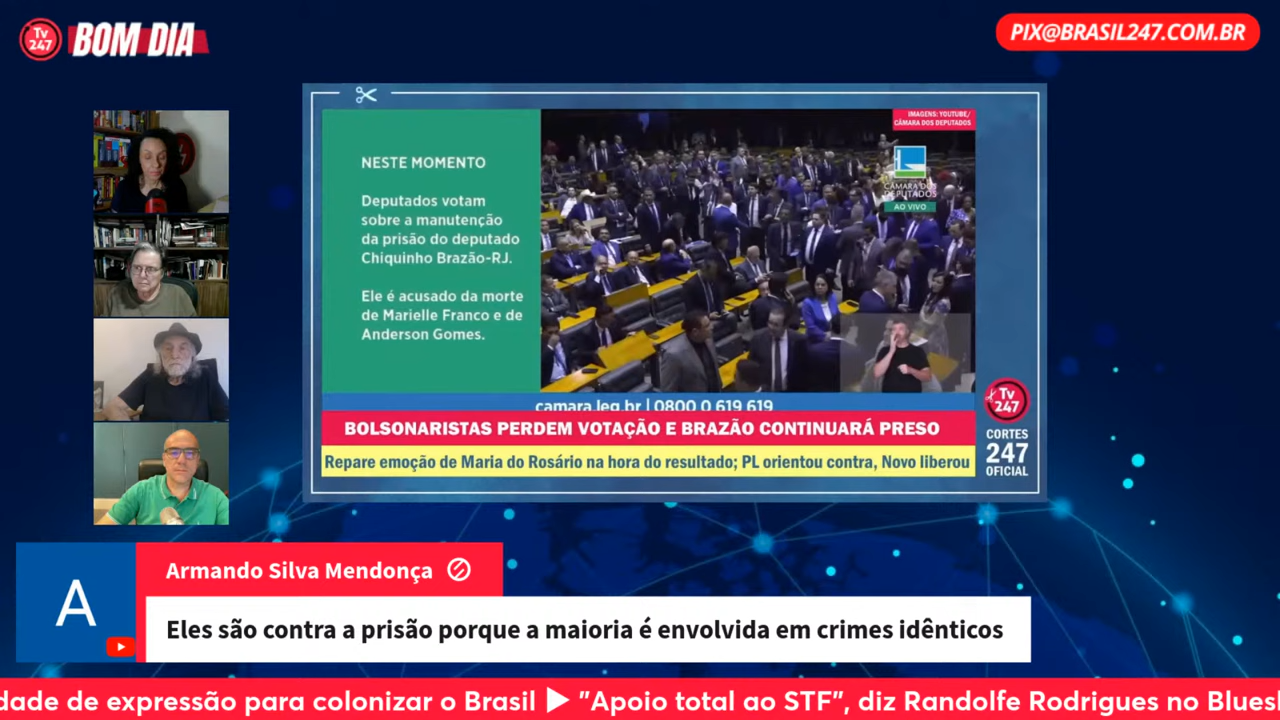 Tv 247
BOM DIA
PIX@BRASIL247.COM.BR
IMAGENS: YOUTUBE/
CÂMARA DOS DEPUTADOS
NESTE MOMENTO
Deputados votam
sobre a manutenção
da prisão do deputado
Chiquinho Brazão-RJ.
Ele é acusado da morte
de Marielle Franco e de
Anderson Gomes.
CÂMARA DOS
DEPUTADOS
AO VIVO
camara.leg.br | 0800 0 619 619
BOLSONARISTAS PERDEM VOTAÇÃO E BRAZÃO CONTINUARÁ PRESO
Repare emoção de Maria do Rosário na hora do resultado; PL orientou contra, Novo liberou
Tv 247
CORTES
247
OFICIAL
A
Armando Silva Mendonça
Eles são contra a prisão porque a maioria é envolvida em crimes idênticos
dade de expressão para colonizar o Brasil ▶ "Apoio total ao STF", diz Randolfe Rodrigues no Blues